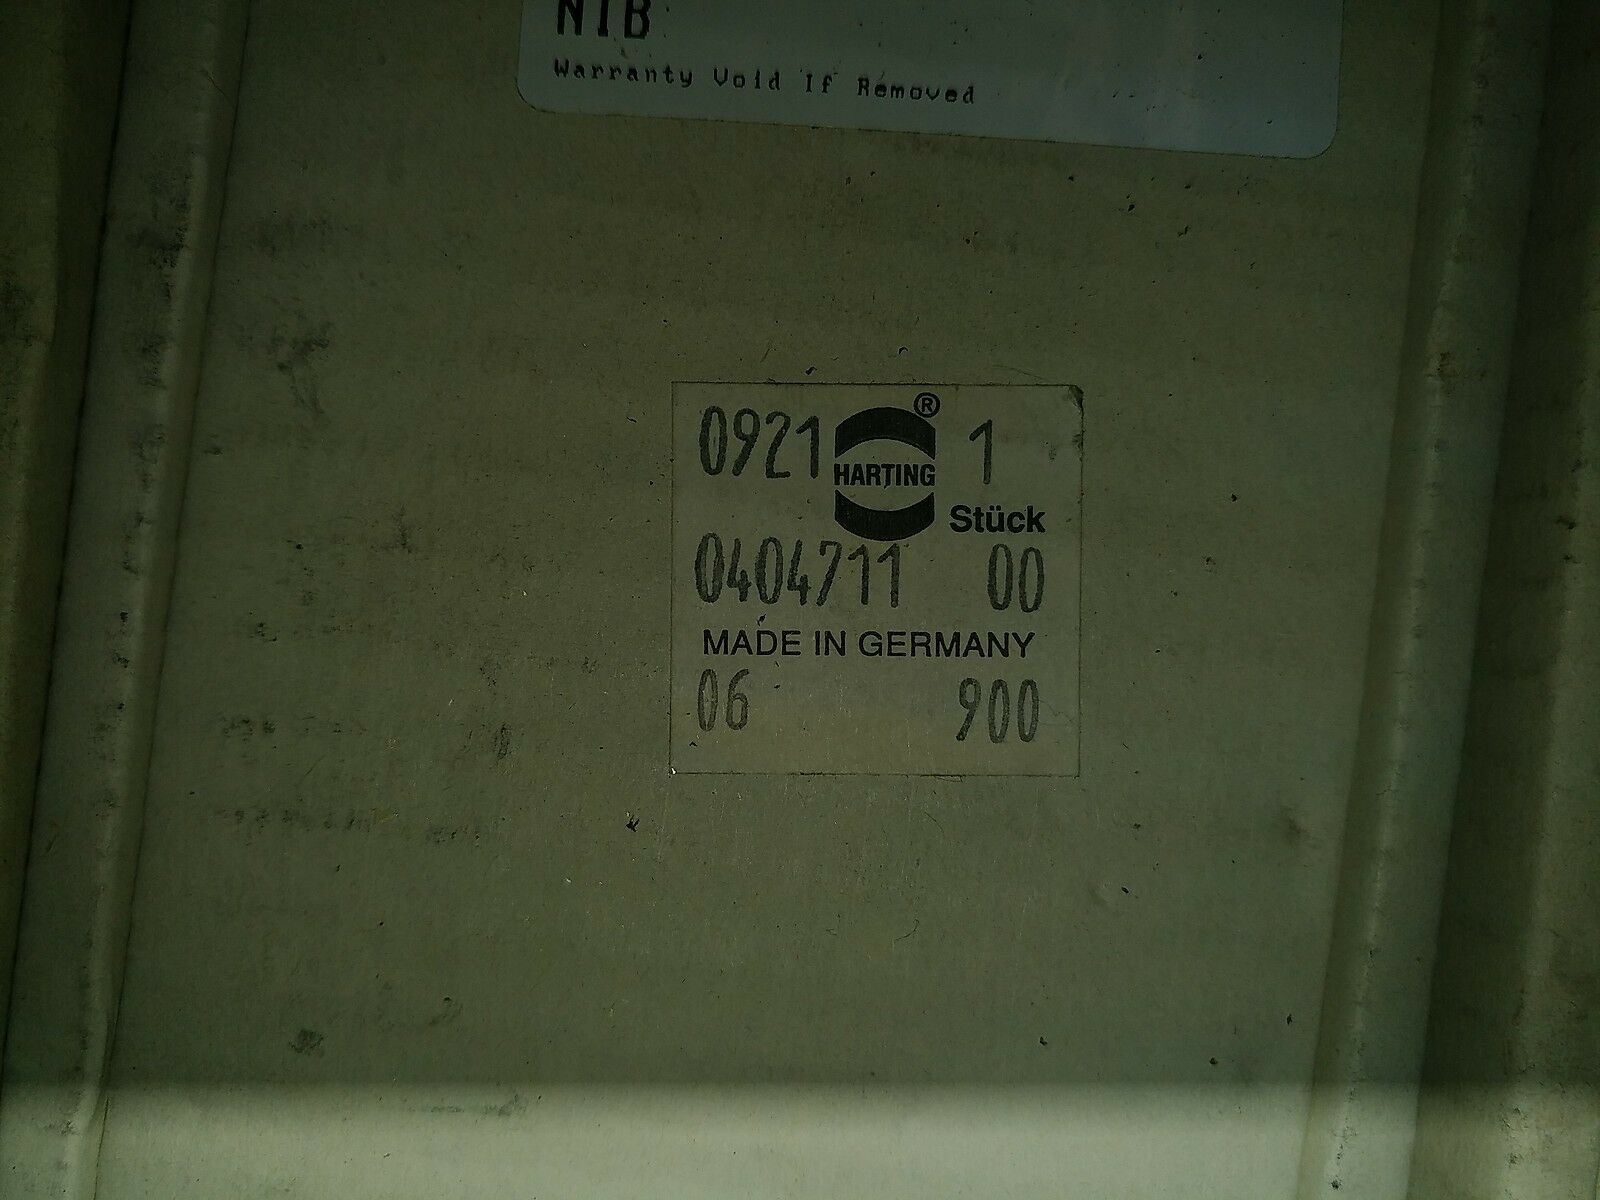 NIB
Warranty Void If Removed
0921 HARTING® 1
Stück
0404711 00
MADE IN GERMANY
06 900